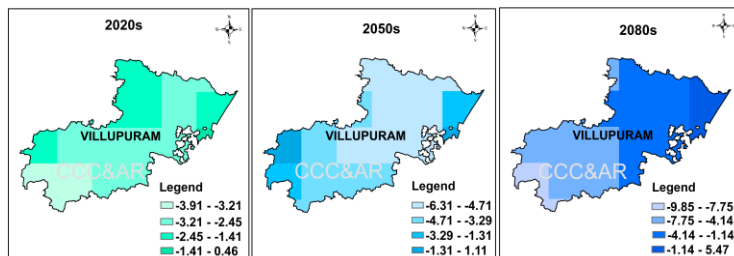 2020s
VILLUPURAM
CCC&AR
Legend
-3.91 - -3.21
-3.21 - -2.45
-2.45 - -1.41
-1.41 - 0.46
2050s
VILLUPURAM
CCC&AR
Legend
-6.31 - -4.71
-4.71 - -3.29
-3.29 - -1.31
-1.31 - 1.11
2080s
VILLUPURAM
CCC&AR
Legend
-9.85 - -7.75
-7.75 - -4.14
-4.14 - -1.14
-1.14 - 5.47